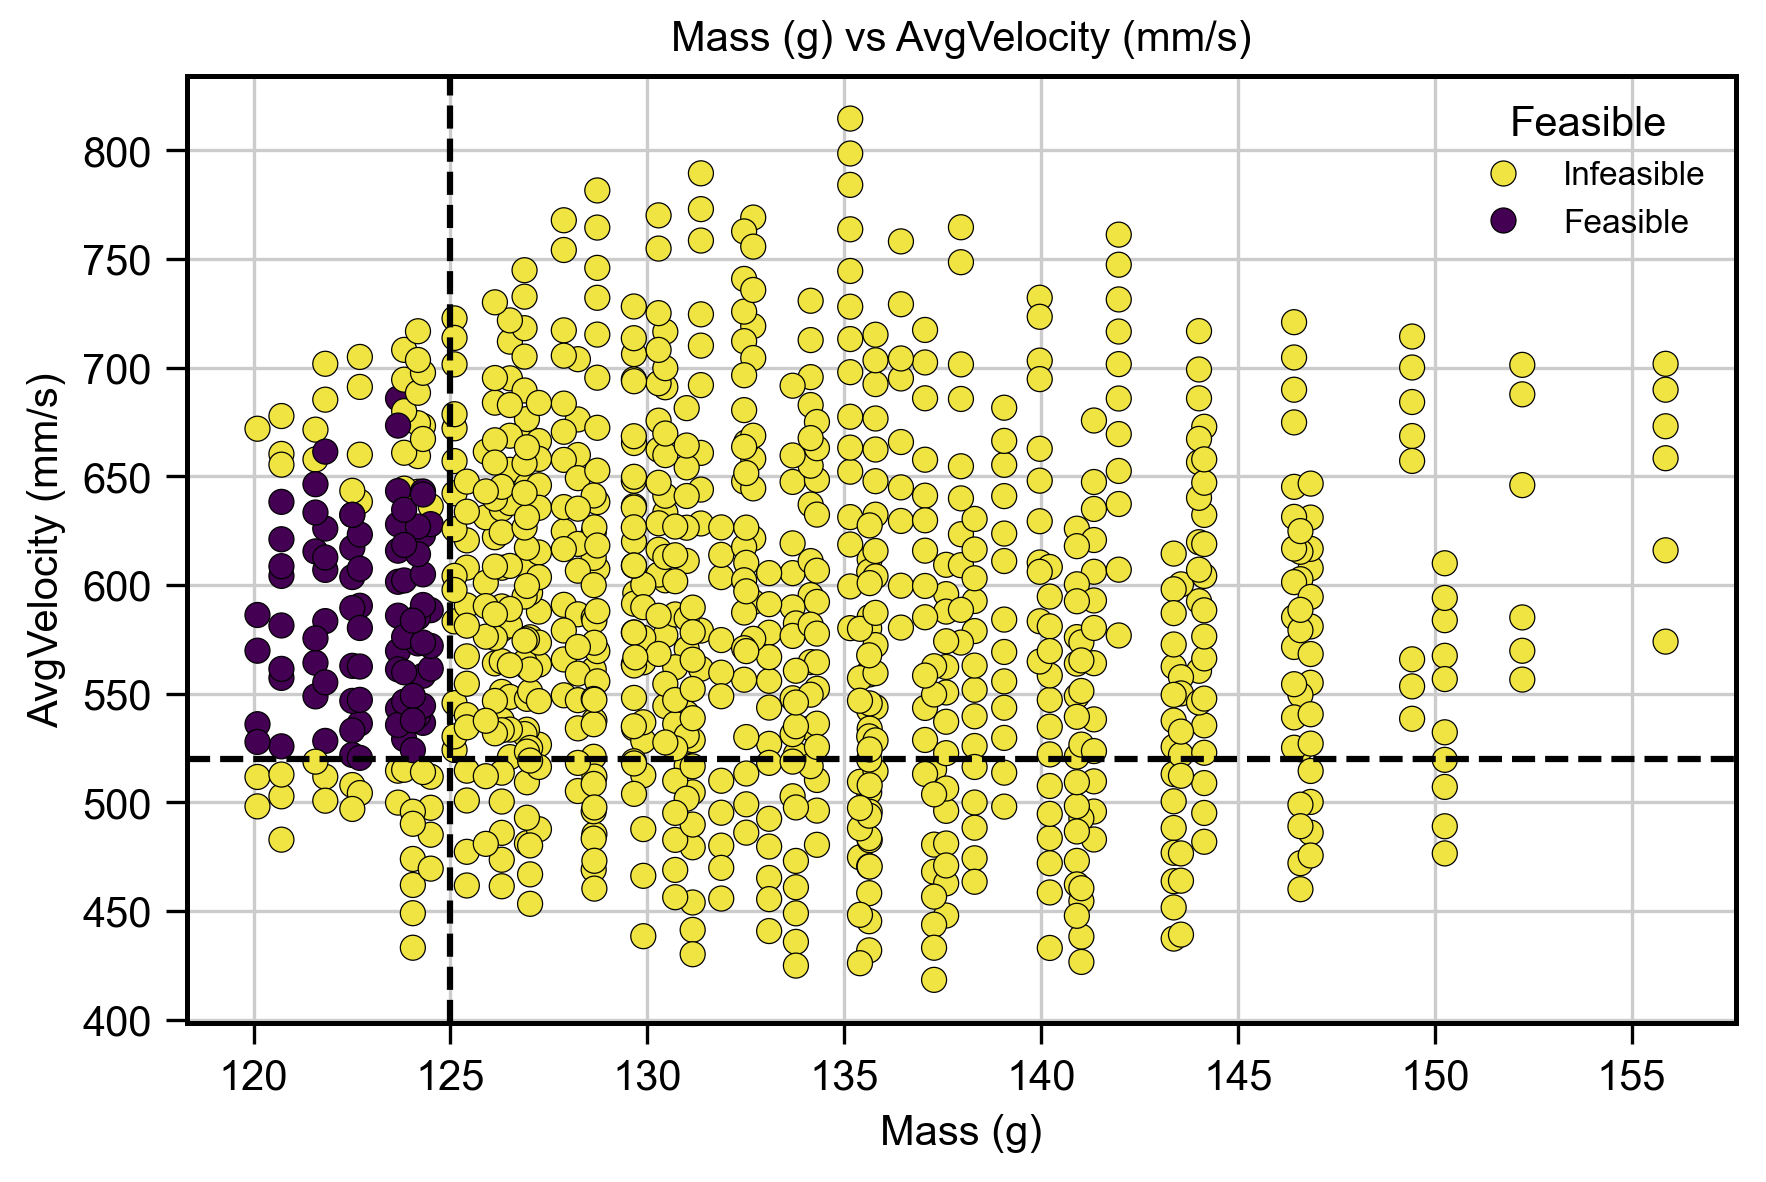 Mass (g) vs AvgVelocity (mm/s)
Feasible
Infeasible
Feasible
AvgVelocity (mm/s)
800
750
700
650
600
550
500
450
400
120 125 130 135 140 145 150 155
Mass (g)